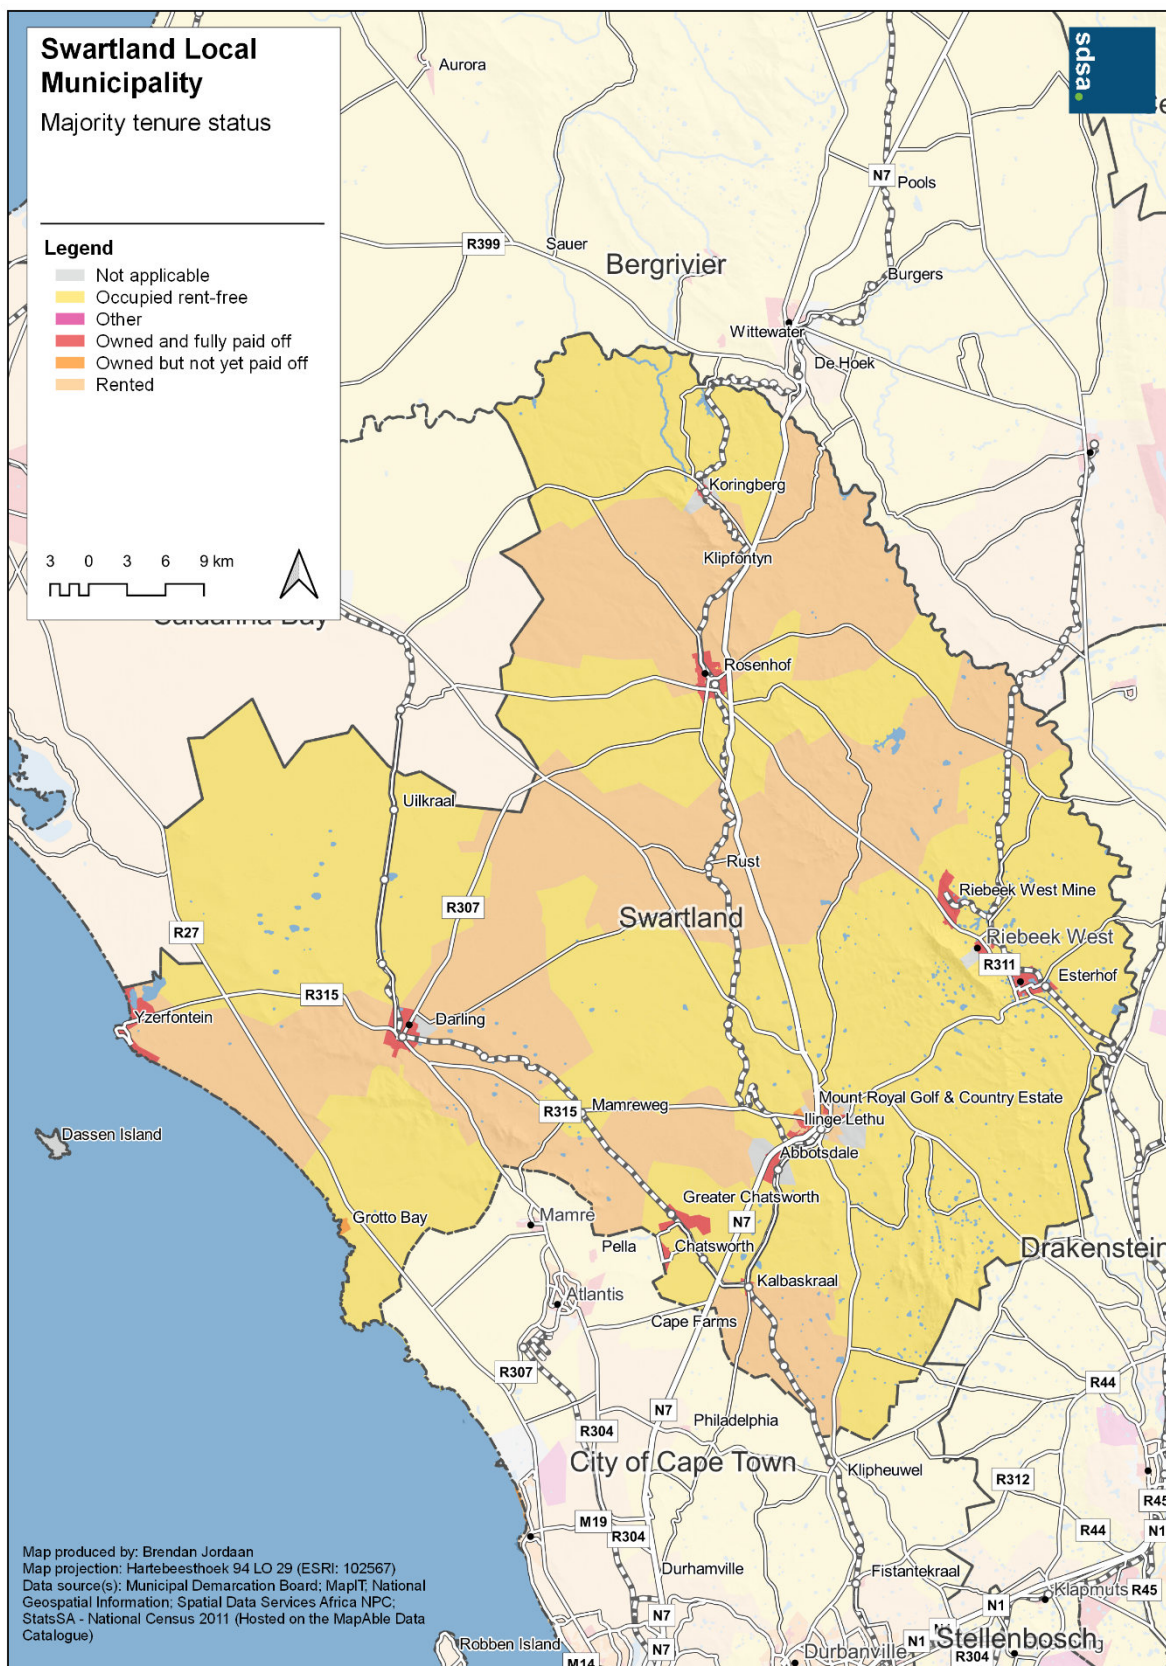 Swartland Local
Municipality
Majority tenure status
Legend
Not applicable
Occupied rent-free
Other
Owned and fully paid off
Owned but not yet paid off
Rented
3 0 3 6 9 km
sdsa
Aurora
N7
Pools
R399
Sauer
Bergrivier
Burgers
Wittewater
De Hoek
Koringberg
Klipfontyn
Saldanha Bay
Rosenhof
Uilkraal
Rust
Riebeek West Mine
R307
Swartland
R27
Riebeek West
R311
Esterhof
R315
Yzerfontein
Darling
Mount Royal Golf & Country Estate
R315
Mamreweg
Ilinge Lethu
Dassen Island
Abbotsdale
Greater Chatsworth
Grotto Bay
Mamre
N7
Pella
Chatsworth
Drakenstein
Kalbaskraal
Atlantis
Cape Farms
R307
R44
N7
Philadelphia
R304
City of Cape Town
Klipheuwel
R312
R45
M19
R304
R44
N1
Durhamville
Fistantekraal
Klapmuts
R45
N1
N7
Robben Island
N1
Stellenbosch
R304
Durbanville
N7
M14
Map produced by: Brendan Jordaan
Map projection: Hartebeesthoek 94 LO 29 (ESRI: 102567)
Data source(s): Municipal Demarcation Board; MapIT; National
Geospatial Information; Spatial Data Services Africa NPC;
StatsSA - National Census 2011 (Hosted on the MapAble Data
Catalogue)